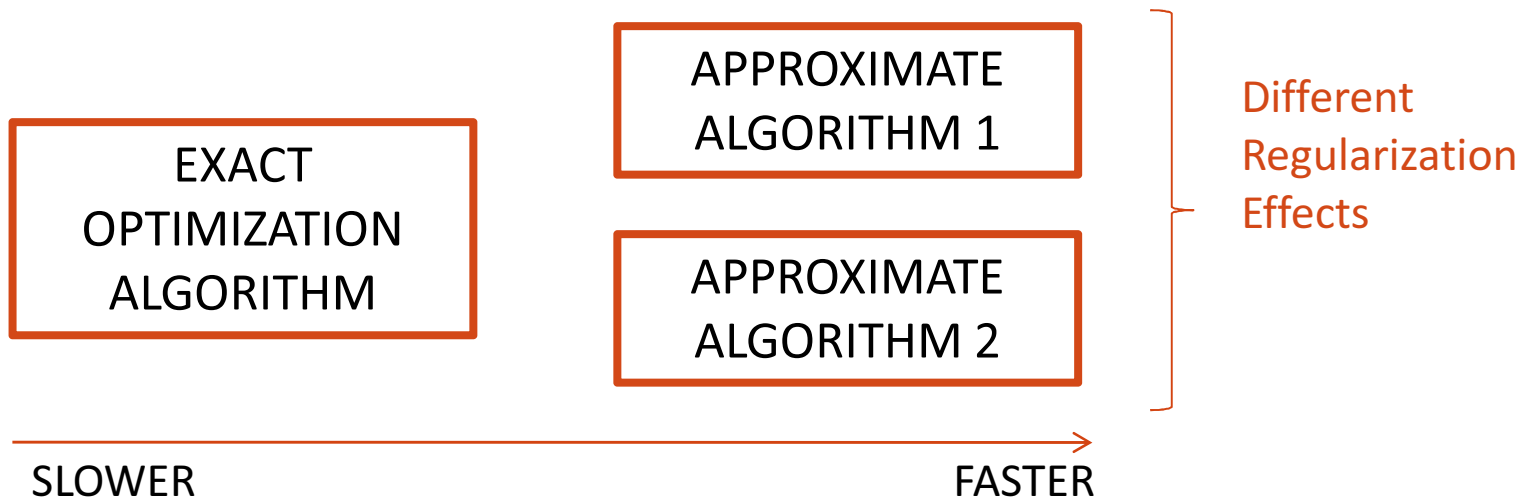 EXACT
OPTIMIZATION
ALGORITHM
APPROXIMATE
ALGORITHM 1
APPROXIMATE
ALGORITHM 2
Different
Regularization
Effects
SLOWER
FASTER